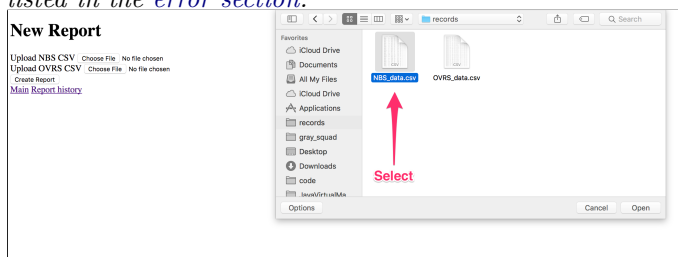 listed in the error section.
New Report
Upload NBS CSV Choose File No file chosen
Upload OVRS CSV Choose File No file chosen
Create Report
Main Report history
records
Search
Favorites
iCloud Drive
Documents
All My Files
iCloud Drive
Applications
records
gray_squad
Desktop
Downloads
code
JavaVirtualMa
CSV CSV
NBS_data.csv OVRS_data.csv
Select
Options Cancel Open